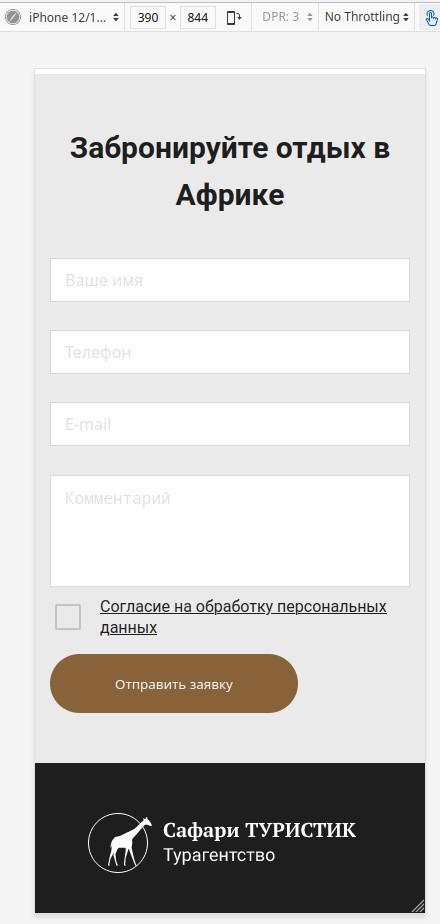 iPhone 12/1... 390 × 844 DPR: 3 No Throttling
Забронируйте отдых в
Африке
Ваше имя
Телефон
E-mail
Комментарий
Согласие на обработку персональных
данных
Отправить заявку
Сафари ТУРИСТИК
Турагентство